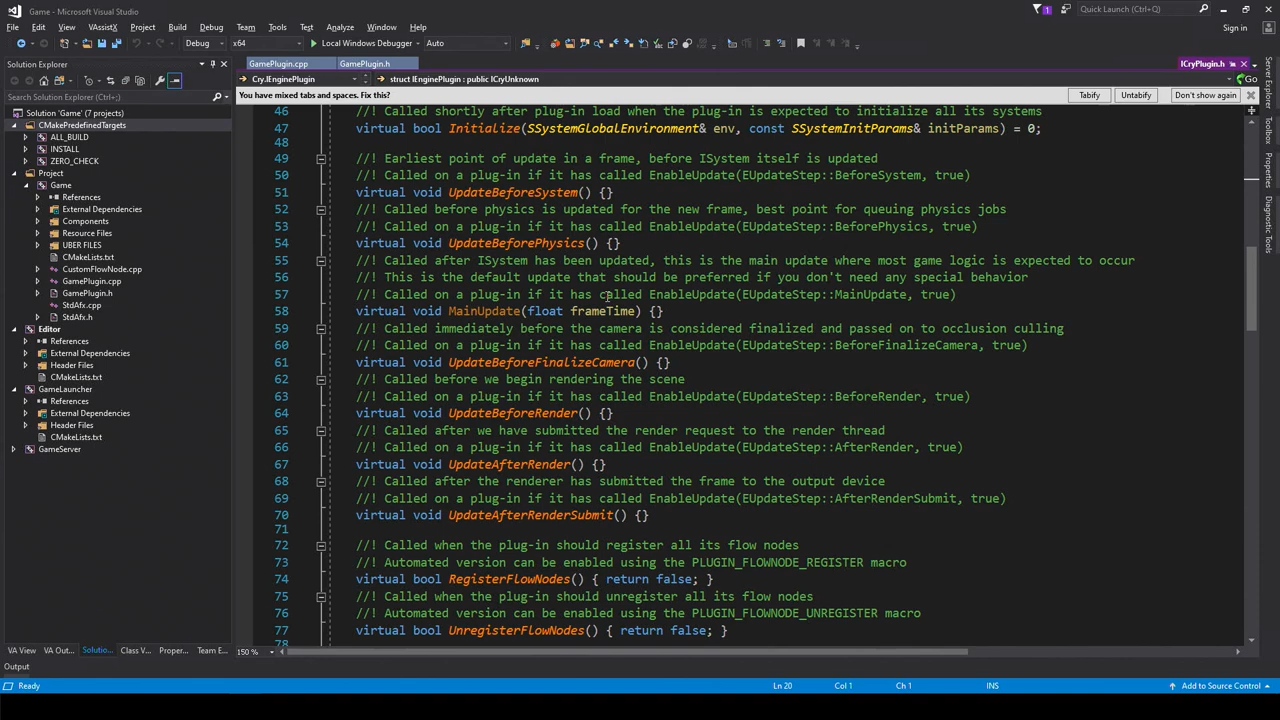 Game - Microsoft Visual Studio
1
Quick Launch (Ctrl+Q)
File Edit View VAssistX Project Build Debug Team Tools Test Analyze Window Help
Sign in
Debug x64 Local Windows Debugger Auto
Solution Explorer
GamePlugin.cpp GamePlugin.h ICryPlugin.h
Cry.IEnginePlugin struct IEnginePlugin : public ICryUnknown Go
You have mixed tabs and spaces. Fix this? Tabify Untabify Don't show again
Search Solution Explorer (Ctrl+;)
Solution 'Game' (7 projects)
CMakePredefinedTargets
ALL_BUILD
INSTALL
ZERO_CHECK
Project
Game
References
External Dependencies
Components
Resource Files
UBER FILES
CMakeLists.txt
CustomFlowNode.cpp
GamePlugin.cpp
GamePlugin.h
StdAfx.cpp
StdAfx.h
Editor
References
External Dependencies
Header Files
CMakeLists.txt
GameLauncher
References
External Dependencies
Header Files
CMakeLists.txt
GameServer
46 //! Called shortly after plug-in load when the plug-in is expected to initialize all its systems
47 virtual bool Initialize(SSystemGlobalEnvironment& env, const SSystemInitParams& initParams) = 0;
48
49 //! Earliest point of update in a frame, before ISystem itself is updated
50 //! Called on a plug-in if it has called EnableUpdate(EUpdateStep::BeforeSystem, true)
51 virtual void UpdateBeforeSystem() {}
52 //! Called before physics is updated for the new frame, best point for queuing physics jobs
53 //! Called on a plug-in if it has called EnableUpdate(EUpdateStep::BeforePhysics, true)
54 virtual void UpdateBeforePhysics() {}
55 //! Called after ISystem has been updated, this is the main update where most game logic is expected to occur
56 //! This is the default update that should be preferred if you don't need any special behavior
57 //! Called on a plug-in if it has called EnableUpdate(EUpdateStep::MainUpdate, true)
58 virtual void MainUpdate(float frameTime) {}
59 //! Called immediately before the camera is considered finalized and passed on to occlusion culling
60 //! Called on a plug-in if it has called EnableUpdate(EUpdateStep::BeforeFinalizeCamera, true)
61 virtual void UpdateBeforeFinalizeCamera() {}
62 //! Called before we begin rendering the scene
63 //! Called on a plug-in if it has called EnableUpdate(EUpdateStep::BeforeRender, true)
64 virtual void UpdateBeforeRender() {}
65 //! Called after we have submitted the render request to the render thread
66 //! Called on a plug-in if it has called EnableUpdate(EUpdateStep::AfterRender, true)
67 virtual void UpdateAfterRender() {}
68 //! Called after the renderer has submitted the frame to the output device
69 //! Called on a plug-in if it has called EnableUpdate(EUpdateStep::AfterRenderSubmit, true)
70 virtual void UpdateAfterRenderSubmit() {}
71
72 //! Called when the plug-in should register all its flow nodes
73 //! Automated version can be enabled using the PLUGIN_FLOWNODE_REGISTER macro
74 virtual bool RegisterFlowNodes() { return false; }
75 //! Called when the plug-in should unregister all its flow nodes
76 //! Automated version can be enabled using the PLUGIN_FLOWNODE_UNREGISTER macro
77 virtual bool UnregisterFlowNodes() { return false; }
78
Server Explorer
Properties
Diagnostic Tools
VA View VA Out... Solutio... Class V... Proper... Team E...
150 %
Output
Ready Ln 20 Col 1 Ch 1 INS Add to Source Control